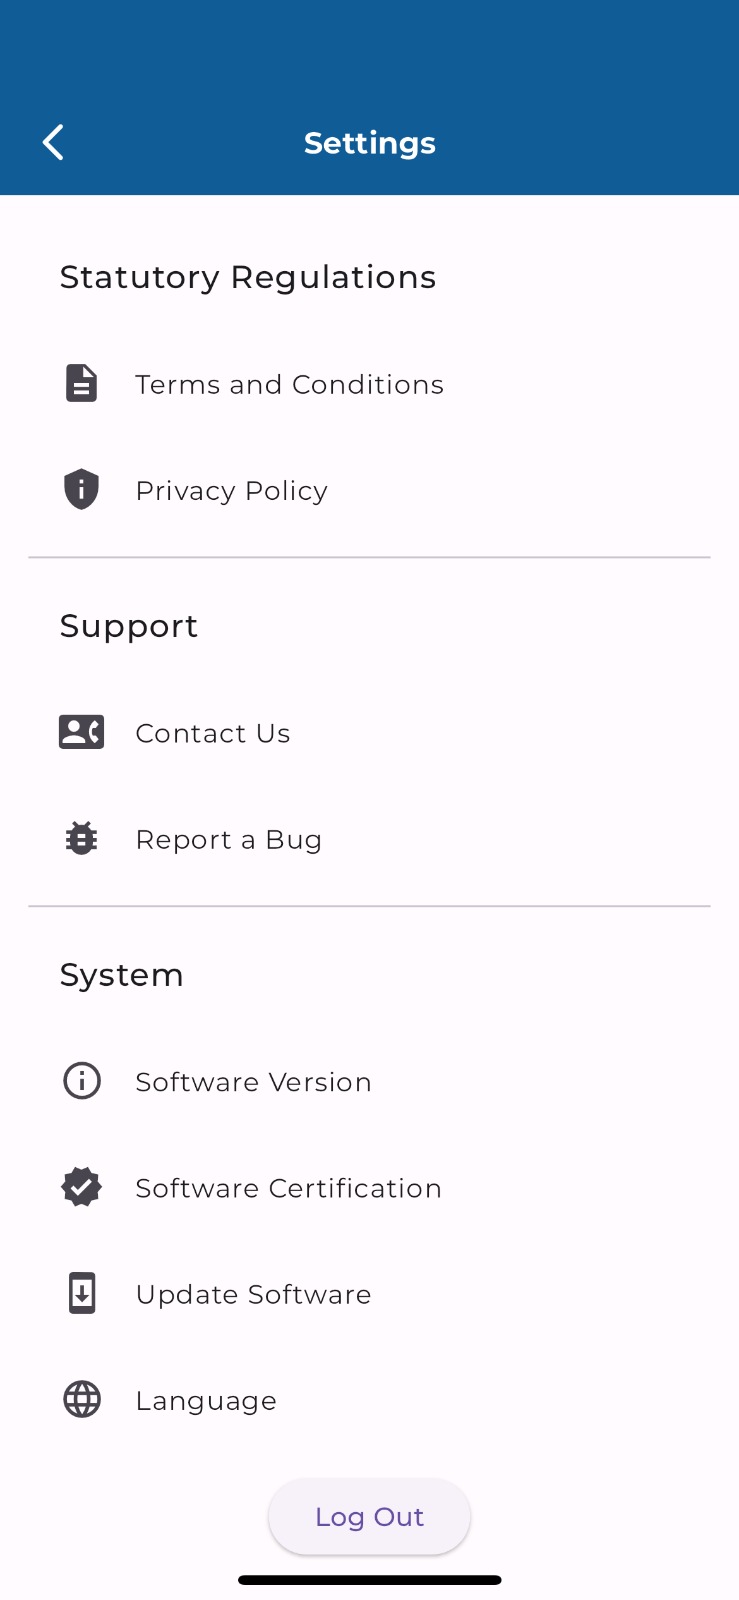 Settings
Statutory Regulations
Terms and Conditions
Privacy Policy
Support
Contact Us
Report a Bug
System
Software Version
Software Certification
Update Software
Language
Log Out